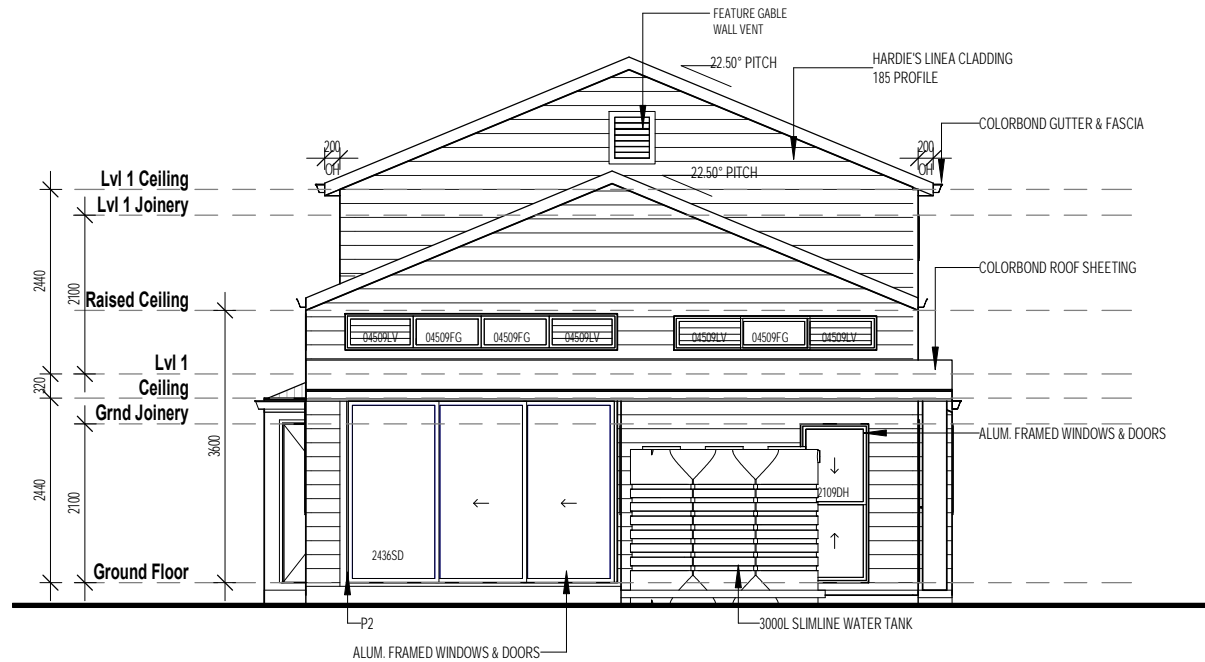 FEATURE GABLE
WALL VENT
22.50° PITCH
HARDIE'S LINEA CLADDING
185 PROFILE
COLORBOND GUTTER & FASCIA
200
OH
200
OH
22.50° PITCH
Lvl 1 Ceiling
Lvl 1 Joinery
2440
2100
COLORBOND ROOF SHEETING
Raised Ceiling
04509LV
04509FG
04509FG
04509LV
04509LV
04509FG
04509LV
Lvl 1
320
Ceiling
Grnd Joinery
3600
ALUM. FRAMED WINDOWS & DOORS
2440
2100
2109DH
2436SD
Ground Floor
P2
3000L SLIMLINE WATER TANK
ALUM. FRAMED WINDOWS & DOORS